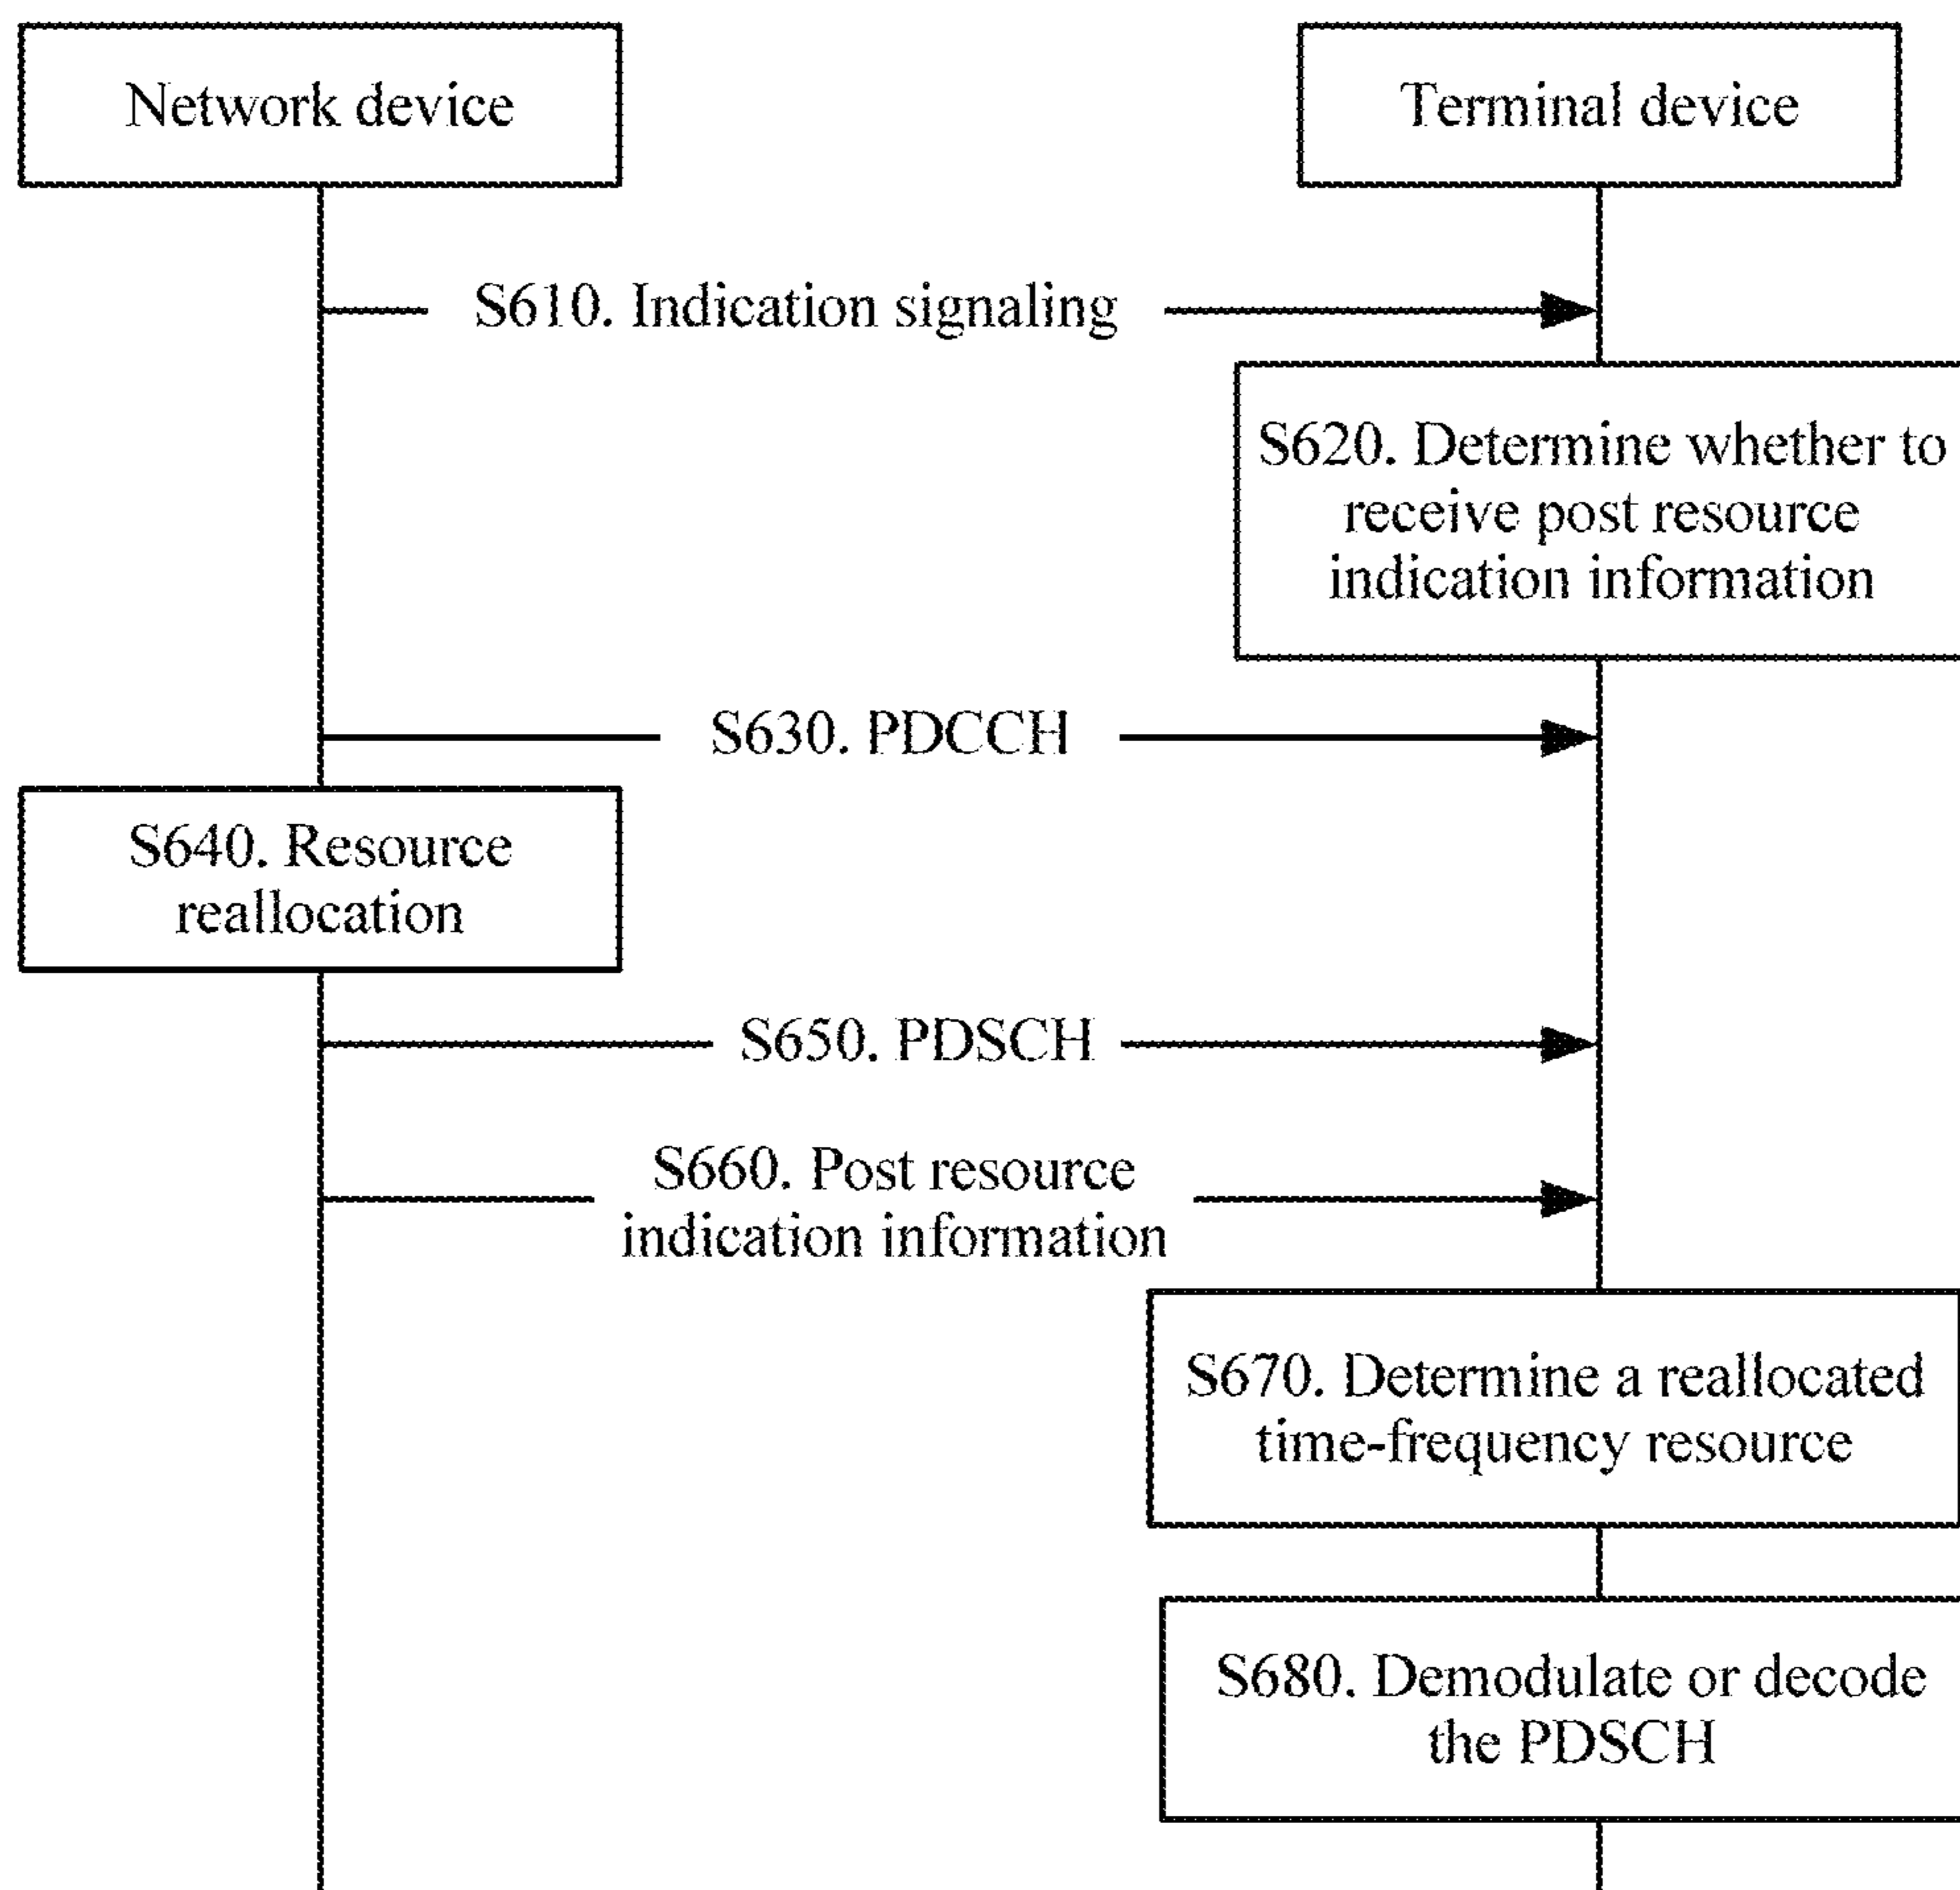 Network device
Terminal device
S610. Indication signaling
S620. Determine whether to
receive post resource
indication information
S630. PDCCH
S640. Resource
reallocation
S650. PDSCH
S660. Post resource
indication information
S670. Determine a reallocated
time-frequency resource
S680. Demodulate or decode
the PDSCH